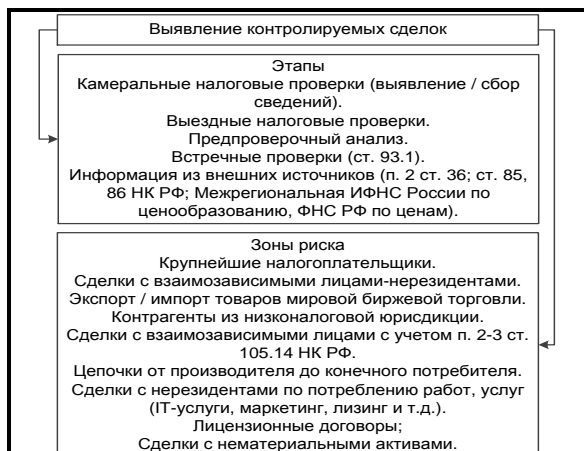 Выявление контролируемых сделок
Этапы
Камеральные налоговые проверки (выявление / сбор
сведений).
Выездные налоговые проверки.
Предпроверочный анализ.
Встречные проверки (ст. 93.1).
Информация из внешних источников (п. 2 ст. 36; ст. 85,
86 НК РФ; Межрегиональная ИФНС России по
ценообразованию, ФНС РФ по ценам).
Зоны риска
Крупнейшие налогоплательщики.
Сделки с взаимозависимыми лицами-нерезидентами.
Экспорт / импорт товаров мировой биржевой торговли.
Контрагенты из низконалоговой юрисдикции.
Сделки с взаимозависимыми лицами с учетом п. 2-3 ст.
105.14 НК РФ.
Цепочки от производителя до конечного потребителя.
Сделки с нерезидентами по потреблению работ, услуг
(IT-услуги, маркетинг, лизинг и т.д.).
Лицензионные договоры;
Сделки с нематериальными активами.